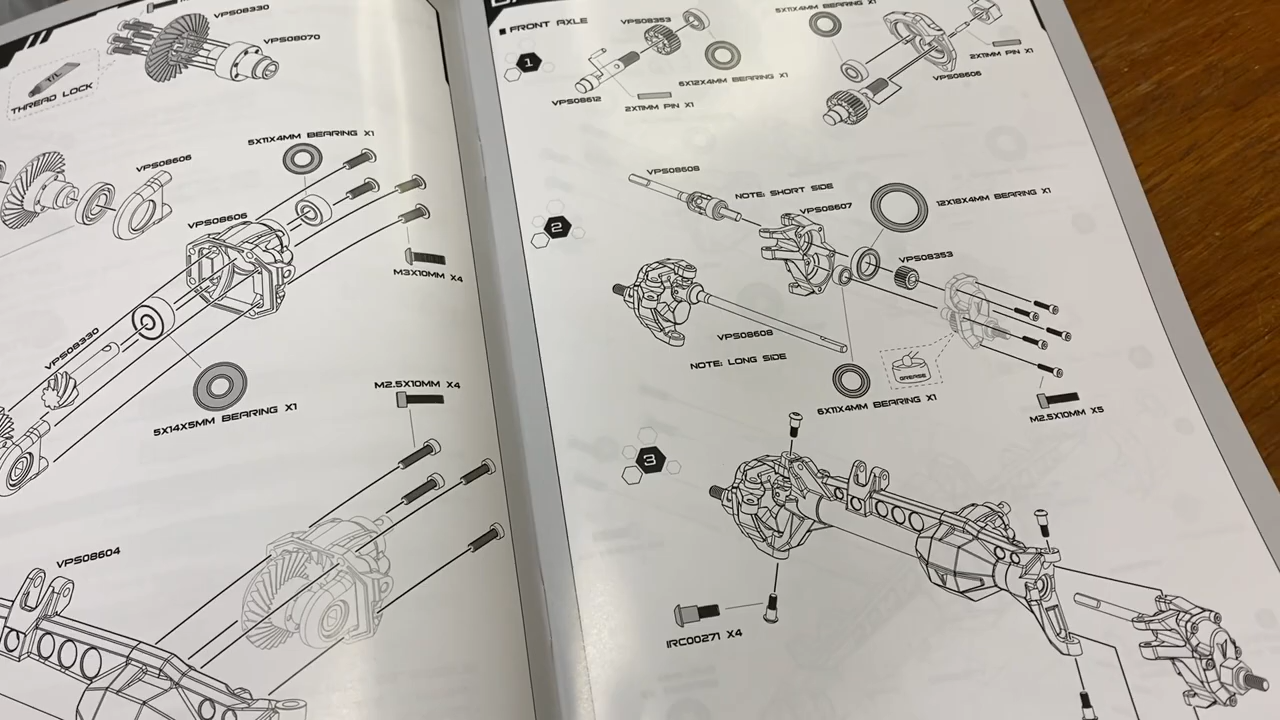 VPS08330
VPS08070
T/L
THREAD LOCK
5X11X4MM BEARING X1
VPS08606
VPS08606
M3X10MM X4
VPS08330
5X14X5MM BEARING X1
M2.5X10MM X4
VPS08604
FRONT AXLE
1
VPS08353
6X12X4MM BEARING X1
VPS08612
2X11MM PIN X1
5X11X4MM BEARING X1
2X11MM PIN X1
VPS08606
2
VPS08608
NOTE: SHORT SIDE
VPS08607
12X18X4MM BEARING X1
VPS08353
VPS08608
NOTE: LONG SIDE
GREASE
6X11X4MM BEARING X1
M2.5X10MM X5
3
IRC00271 X4